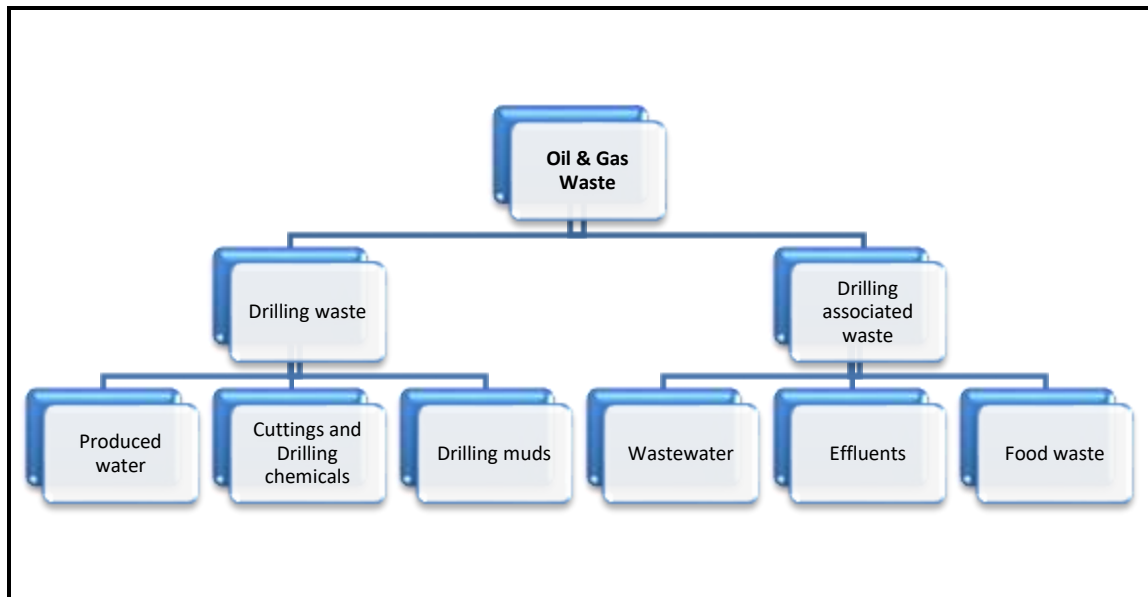 Oil & Gas
Waste
Drilling waste
Drilling
associated
waste
Produced
water
Cuttings and
Drilling
chemicals
Drilling muds
Wastewater
Effluents
Food waste